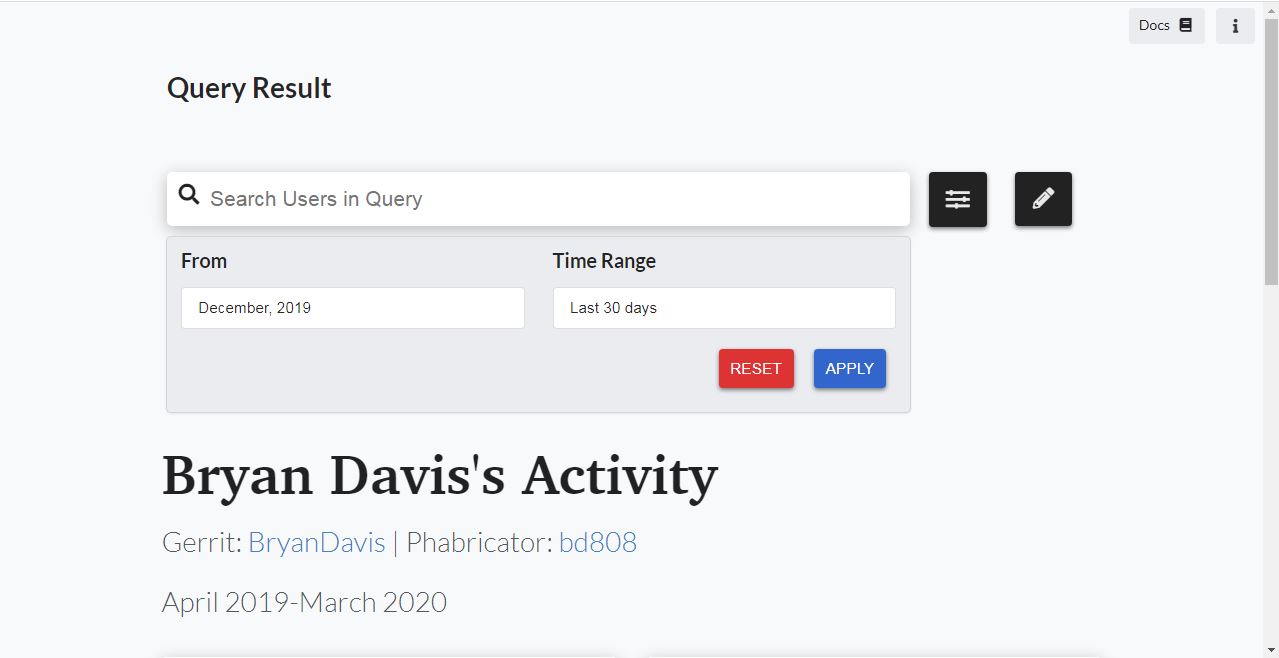 Docs
Query Result
Search Users in Query
From Time Range
December, 2019 Last 30 days
RESET APPLY
Bryan Davis's Activity
Gerrit: BryanDavis | Phabricator: bd808
April 2019-March 2020